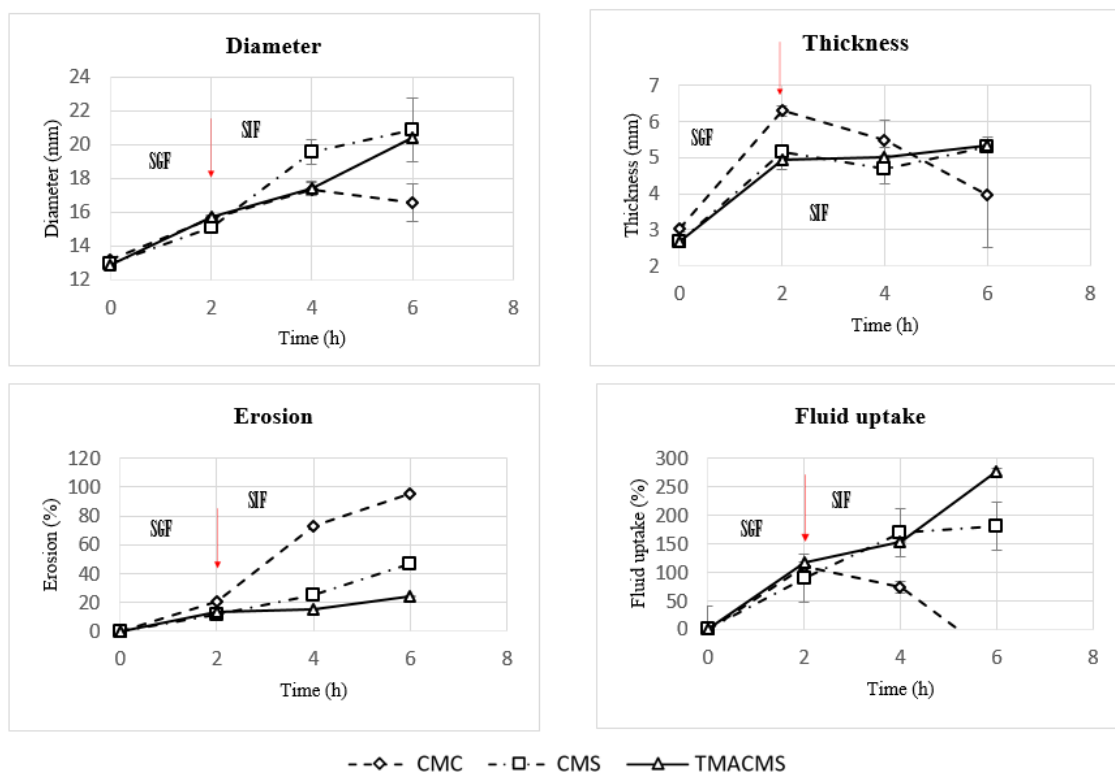 Diameter
24
22
20
18
16
14
12
0 2 4 6 8
Diameter (mm)
Time (h)
SGF
SIF
Thickness
7
6
5
4
3
2
0 2 4 6 8
Thickness (mm)
Time (h)
SGF
SIF
Erosion
120
100
80
60
40
20
0
0 2 4 6 8
Erosion (%)
Time (h)
SGF
SIF
Fluid uptake
300
250
200
150
100
50
0
0 2 4 6 8
Fluid uptake (%)
Time (h)
SGF
SIF
CMC CMS TMACMS